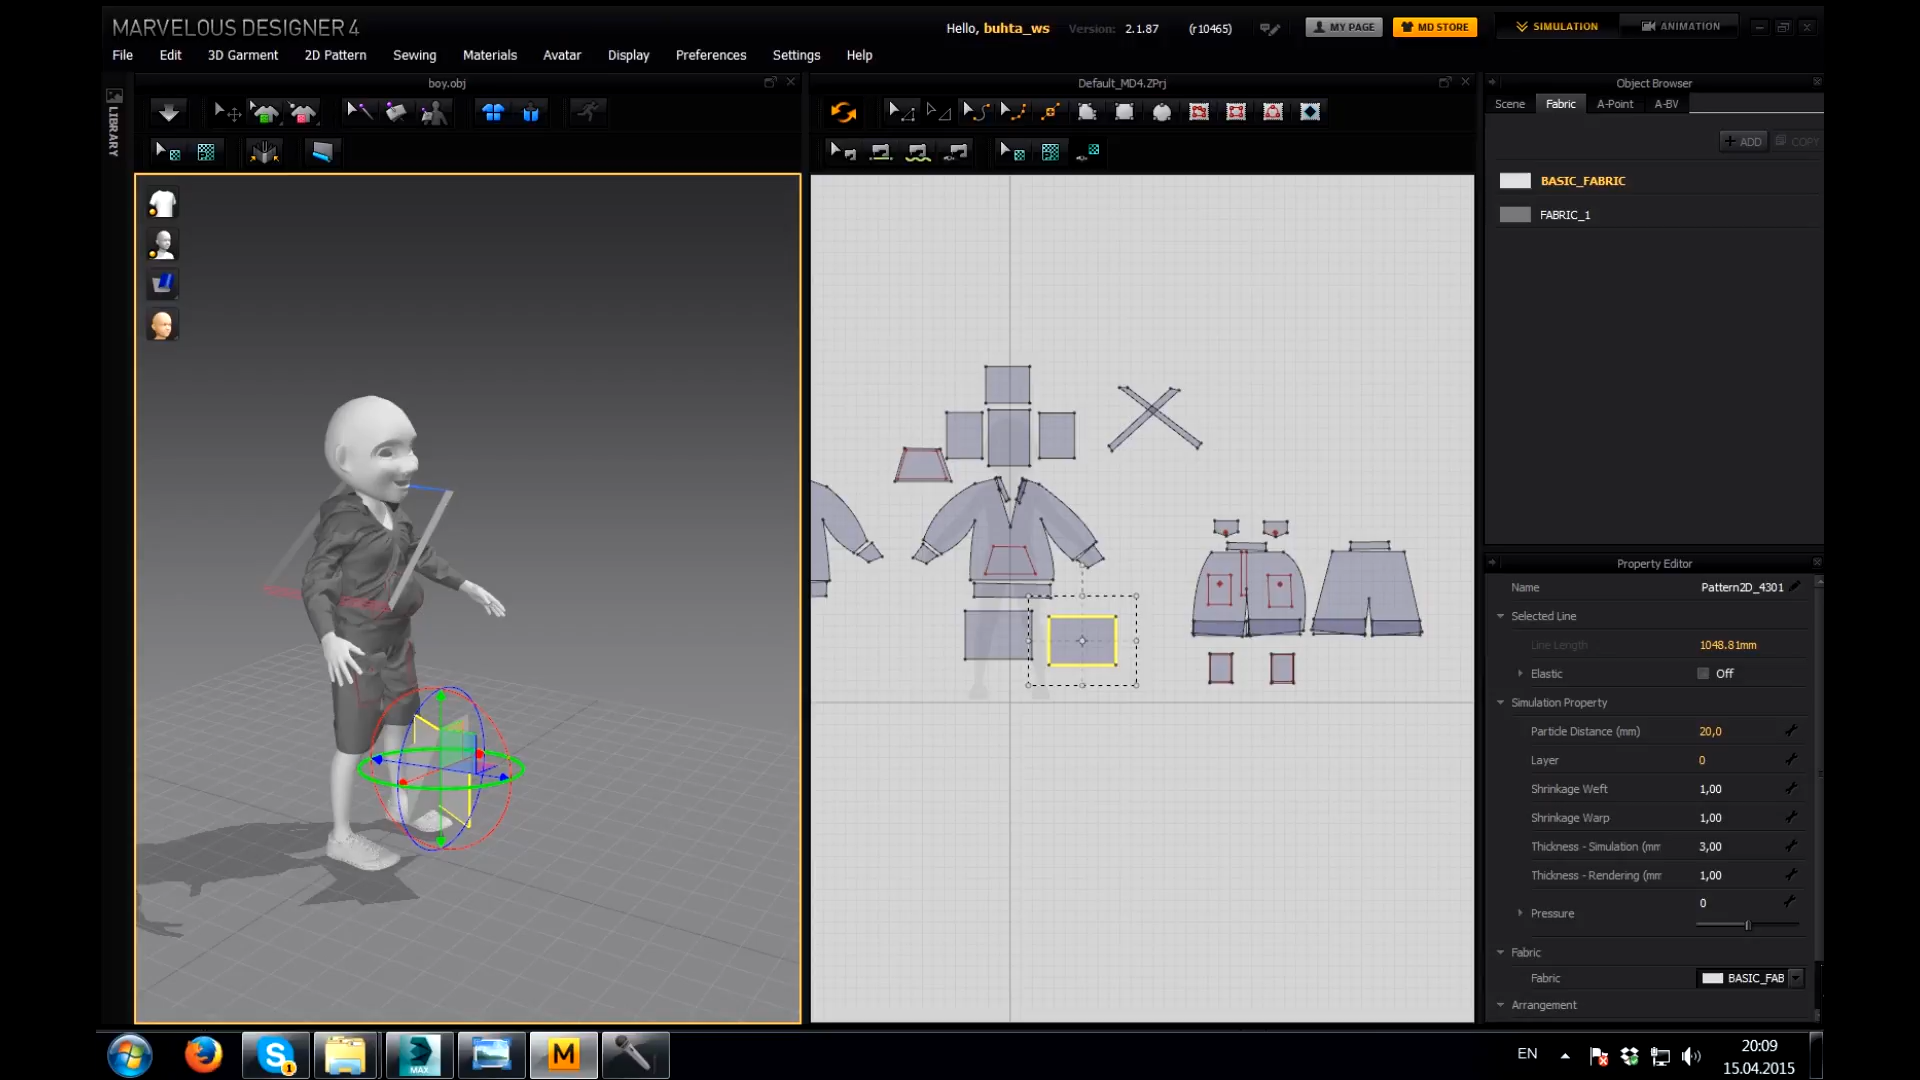 MARVELOUS DESIGNER 4
Hello, buhta_ws Version: 2.1.87 (r10465)
MY PAGE
MD STORE
SIMULATION
ANIMATION
File Edit 3D Garment 2D Pattern Sewing Materials Avatar Display Preferences Settings Help
boy.obj
Default_MD4.ZPrj
Object Browser
LIBRARY
Scene Fabric A-Point A-BV
+ ADD COPY
BASIC_FABRIC
FABRIC_1
Property Editor
Name Pattern2D_4301
Selected Line
Line Length 1048.81mm
Elastic Off
Simulation Property
Particle Distance (mm) 20,0
Layer 0
Shrinkage Weft 1,00
Shrinkage Warp 1,00
Thickness - Simulation (mm 3,00
Thickness - Rendering (mm 1,00
Pressure 0
Fabric
Fabric BASIC_FAB
Arrangement
S 1
MAX
M
EN
20:09
15.04.2015